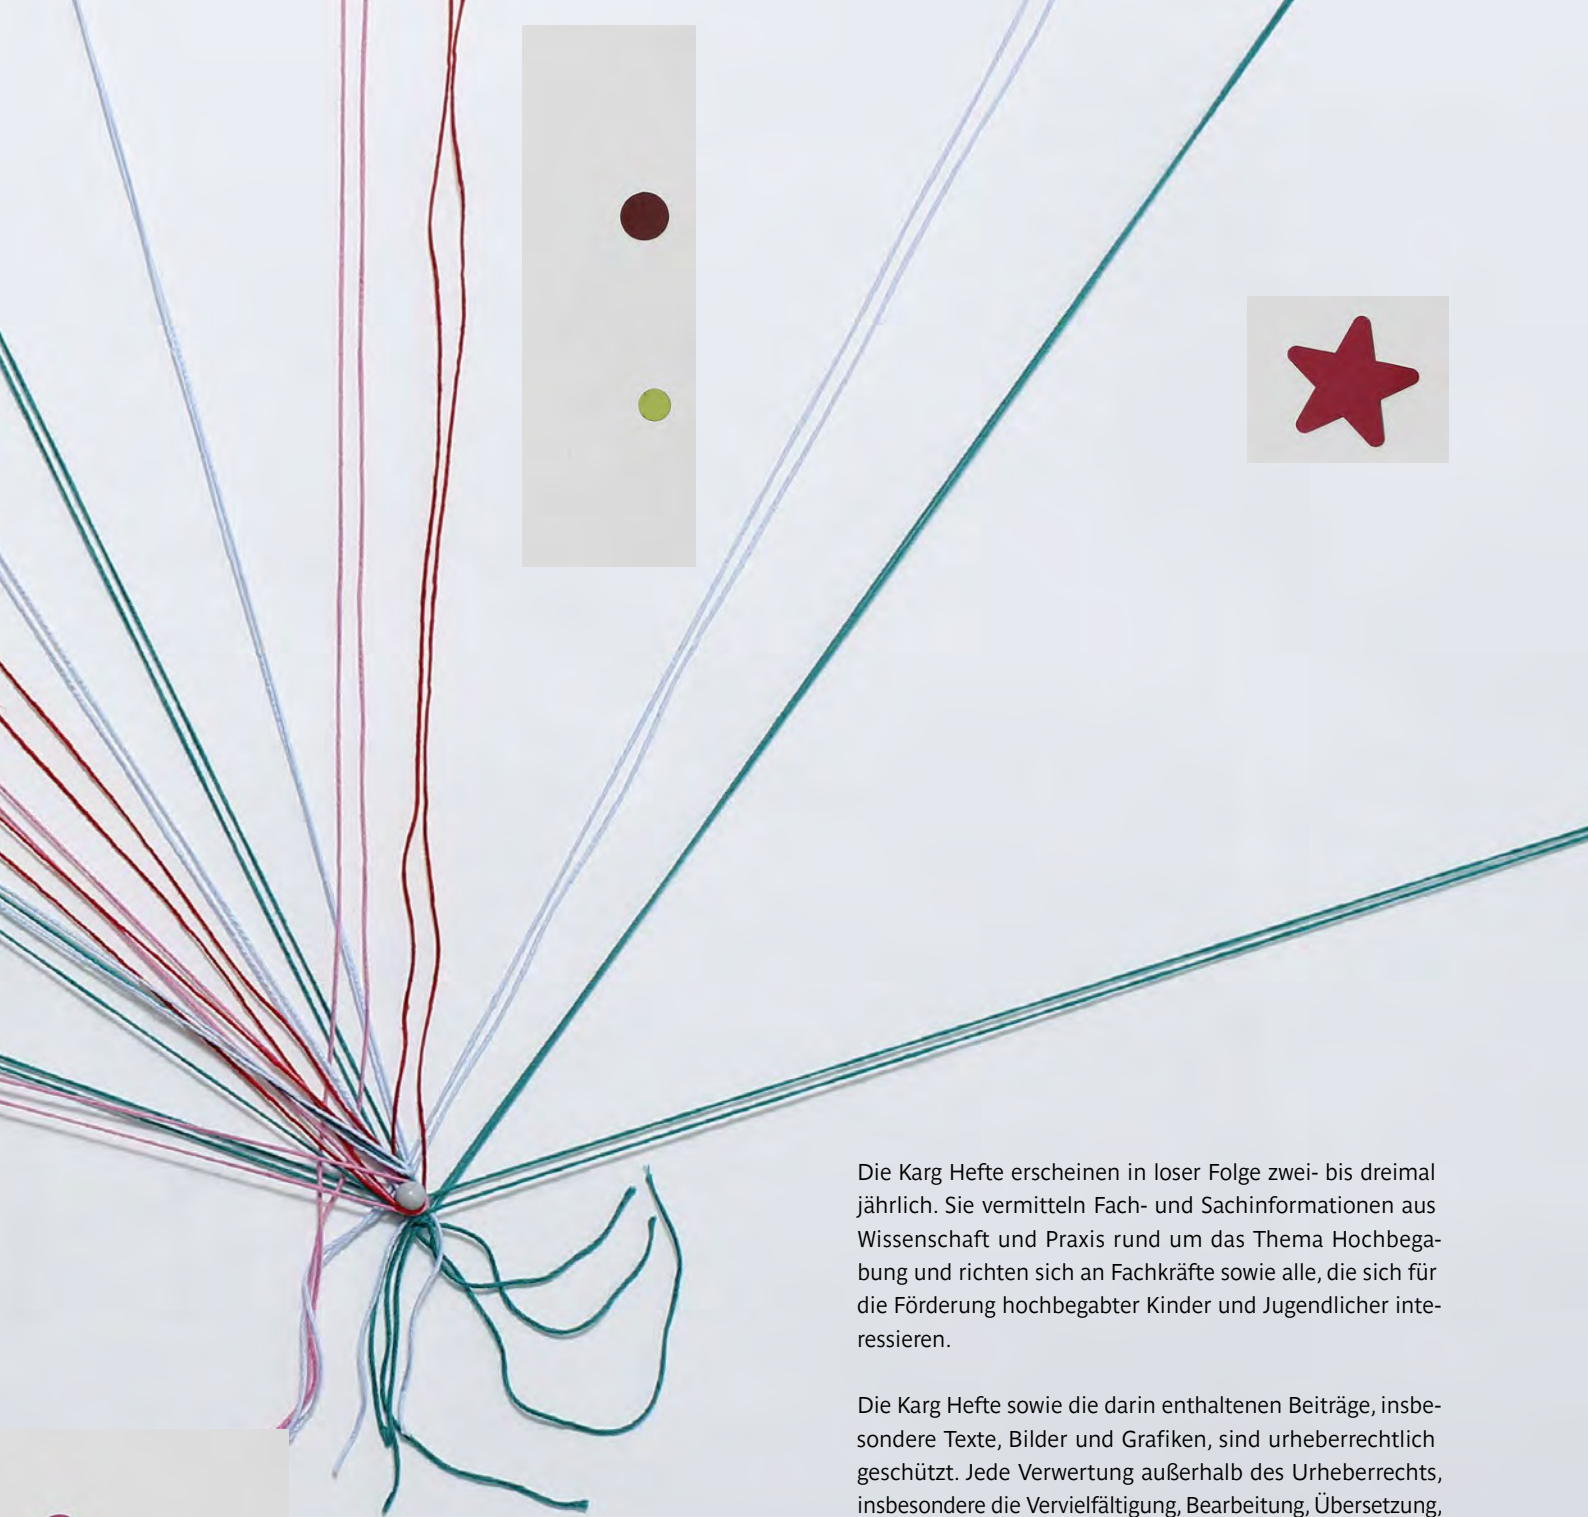 Die Karg Hefte erscheinen in loser Folge zwei- bis dreimal
jährlich. Sie vermitteln Fach- und Sachinformationen aus
Wissenschaft und Praxis rund um das Thema Hochbega-
bung und richten sich an Fachkräfte sowie alle, die sich für
die Förderung hochbegabter Kinder und Jugendlicher inte-
ressieren.
Die Karg Hefte sowie die darin enthaltenen Beiträge, insbe-
sondere Texte, Bilder und Grafiken, sind urheberrechtlich
geschützt. Jede Verwertung außerhalb des Urheberrechts,
insbesondere die Vervielfältigung, Bearbeitung, Übersetzung,